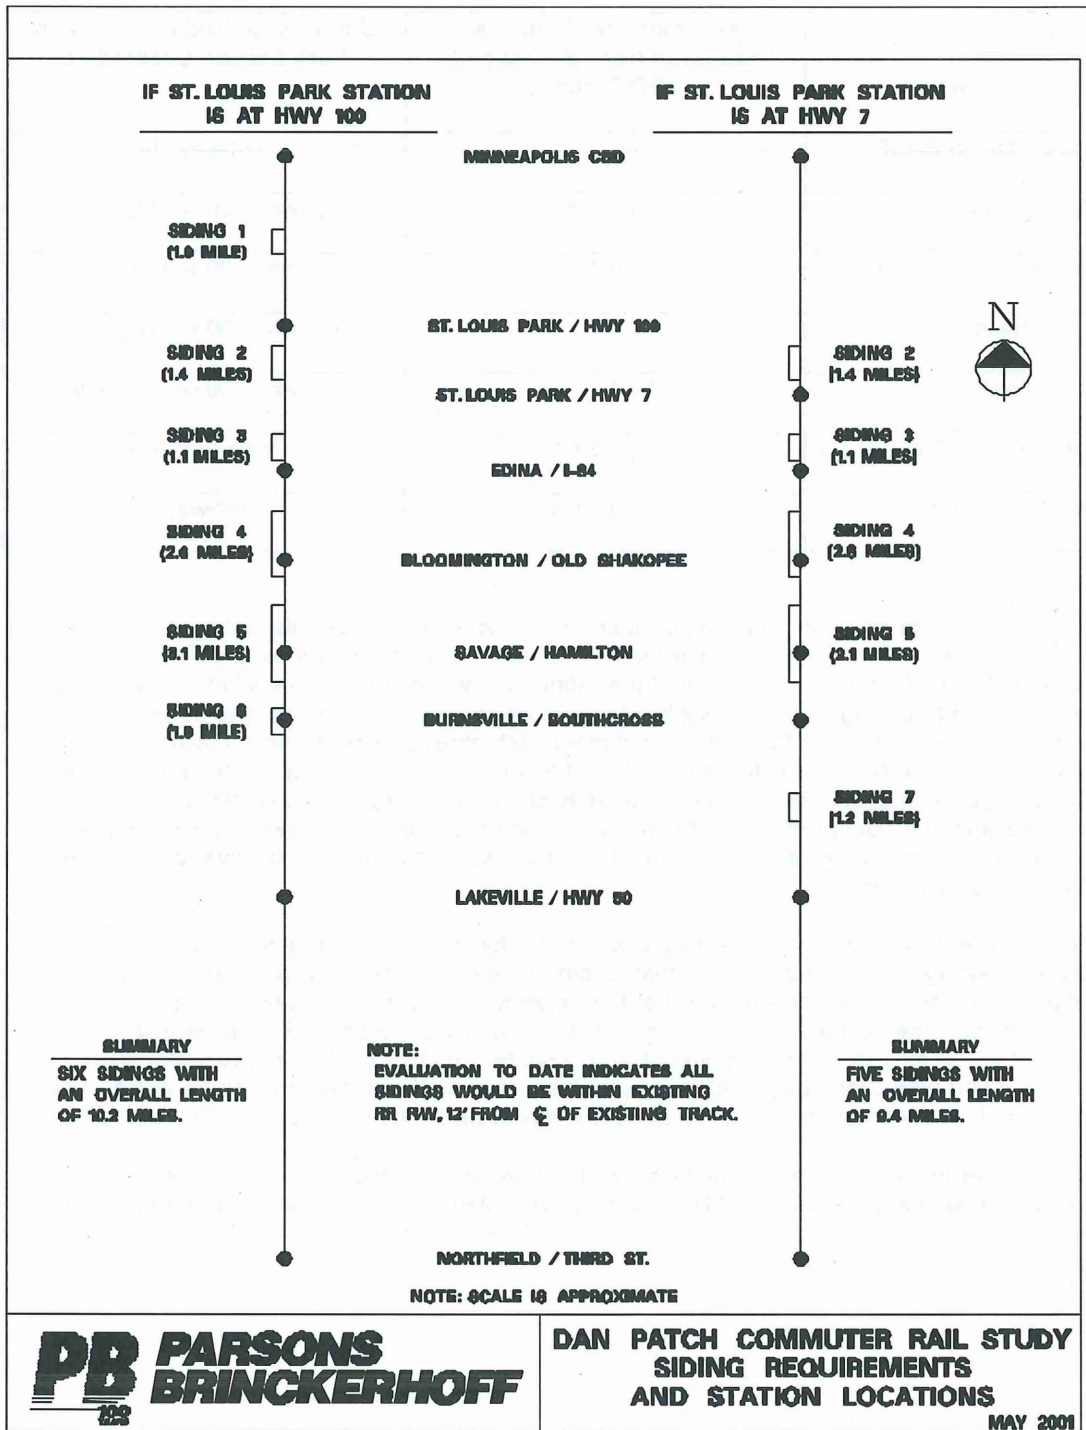 IF ST. LOUIS PARK STATION
IS AT HWY 100
IF ST. LOUIS PARK STATION
IS AT HWY 7
MINNEAPOLIS CBD
SIDING 1
(1.0 MILE)
ST. LOUIS PARK / HWY 100
N
SIDING 2
(1.4 MILES)
SIDING 2
(1.4 MILES)
ST. LOUIS PARK / HWY 7
SIDING 3
(1.1 MILES)
SIDING 3
(1.1 MILES)
EDINA / I-94
SIDING 4
(2.6 MILES)
SIDING 4
(2.6 MILES)
BLOOMINGTON / OLD SHAKOPEE
SIDING 5
(3.1 MILES)
SIDING 5
(3.1 MILES)
SAVAGE / HAMILTON
SIDING 6
(1.0 MILE)
BURNSVILLE / SOUTHCROSS
SIDING 7
(1.2 MILES)
LAKEVILLE / HWY 50
SUMMARY
SIX SIDINGS WITH
AN OVERALL LENGTH
OF 10.2 MILES.
NOTE:
EVALUATION TO DATE INDICATES ALL
SIDINGS WOULD BE WITHIN EXISTING
RR RW, 12' FROM ℄ OF EXISTING TRACK.
SUMMARY
FIVE SIDINGS WITH
AN OVERALL LENGTH
OF 9.4 MILES.
NORTHFIELD / THIRD ST.
NOTE: SCALE IS APPROXIMATE
PB PARSONS
BRINCKERHOFF
100
YEARS
DAN PATCH COMMUTER RAIL STUDY
SIDING REQUIREMENTS
AND STATION LOCATIONS
MAY 2001